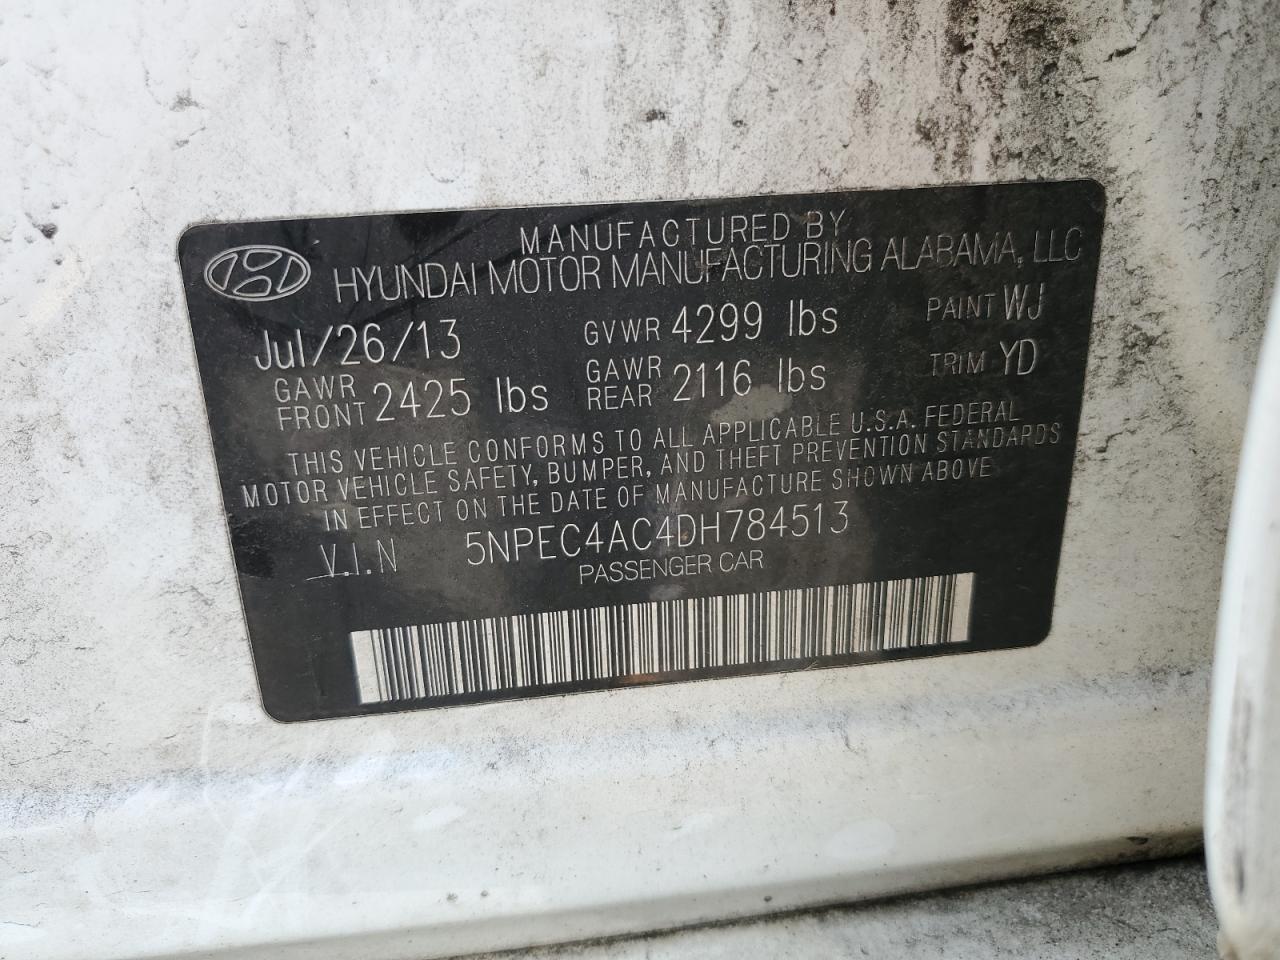 MANUFACTURED BY
HYUNDAI MOTOR MANUFACTURING ALABAMA, LLC
Jul/26/13 GVWR 4299 lbs PAINT WJ
GAWR FRONT 2425 lbs GAWR REAR 2116 lbs TRIM YD
THIS VEHICLE CONFORMS TO ALL APPLICABLE U.S.A. FEDERAL
MOTOR VEHICLE SAFETY, BUMPER, AND THEFT PREVENTION STANDARDS
IN EFFECT ON THE DATE OF MANUFACTURE SHOWN ABOVE
V.I.N 5NPEC4AC4DH784513
PASSENGER CAR